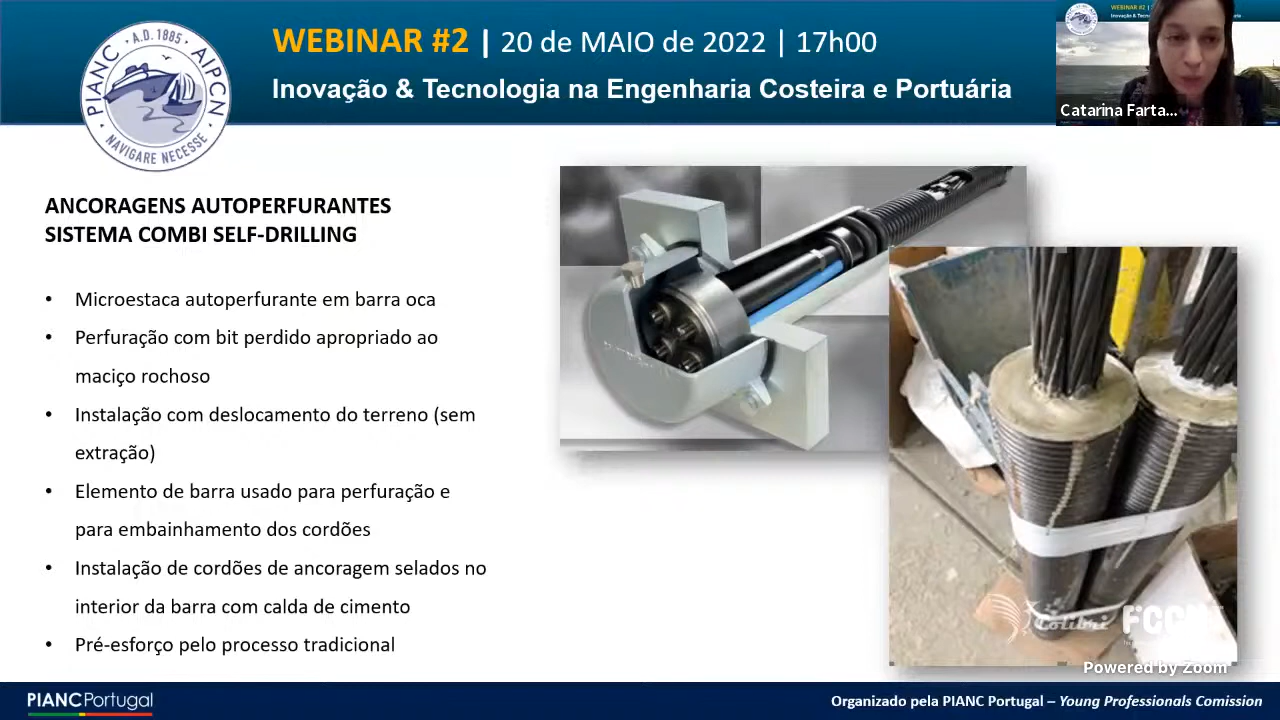 PIANC · A.D. 1885 · AIPCN
NAVIGARE NECESSE
WEBINAR #2 | 20 de MAIO de 2022 | 17h00
Inovação & Tecnologia na Engenharia Costeira e Portuária
WEBINAR #2
Catarina Farta...
ANCORAGENS AUTOPERFURANTES
SISTEMA COMBI SELF-DRILLING
• Microestaca autoperfurante em barra oca
• Perfuração com bit perdido apropriado ao
maciço rochoso
• Instalação com deslocamento do terreno (sem
extração)
• Elemento de barra usado para perfuração e
para embainhamento dos cordões
• Instalação de cordões de ancoragem selados no
interior da barra com calda de cimento
• Pré-esforço pelo processo tradicional
Colibri
Powered by Zoom
PIANC Portugal
Organizado pela PIANC Portugal – Young Professionals Comission